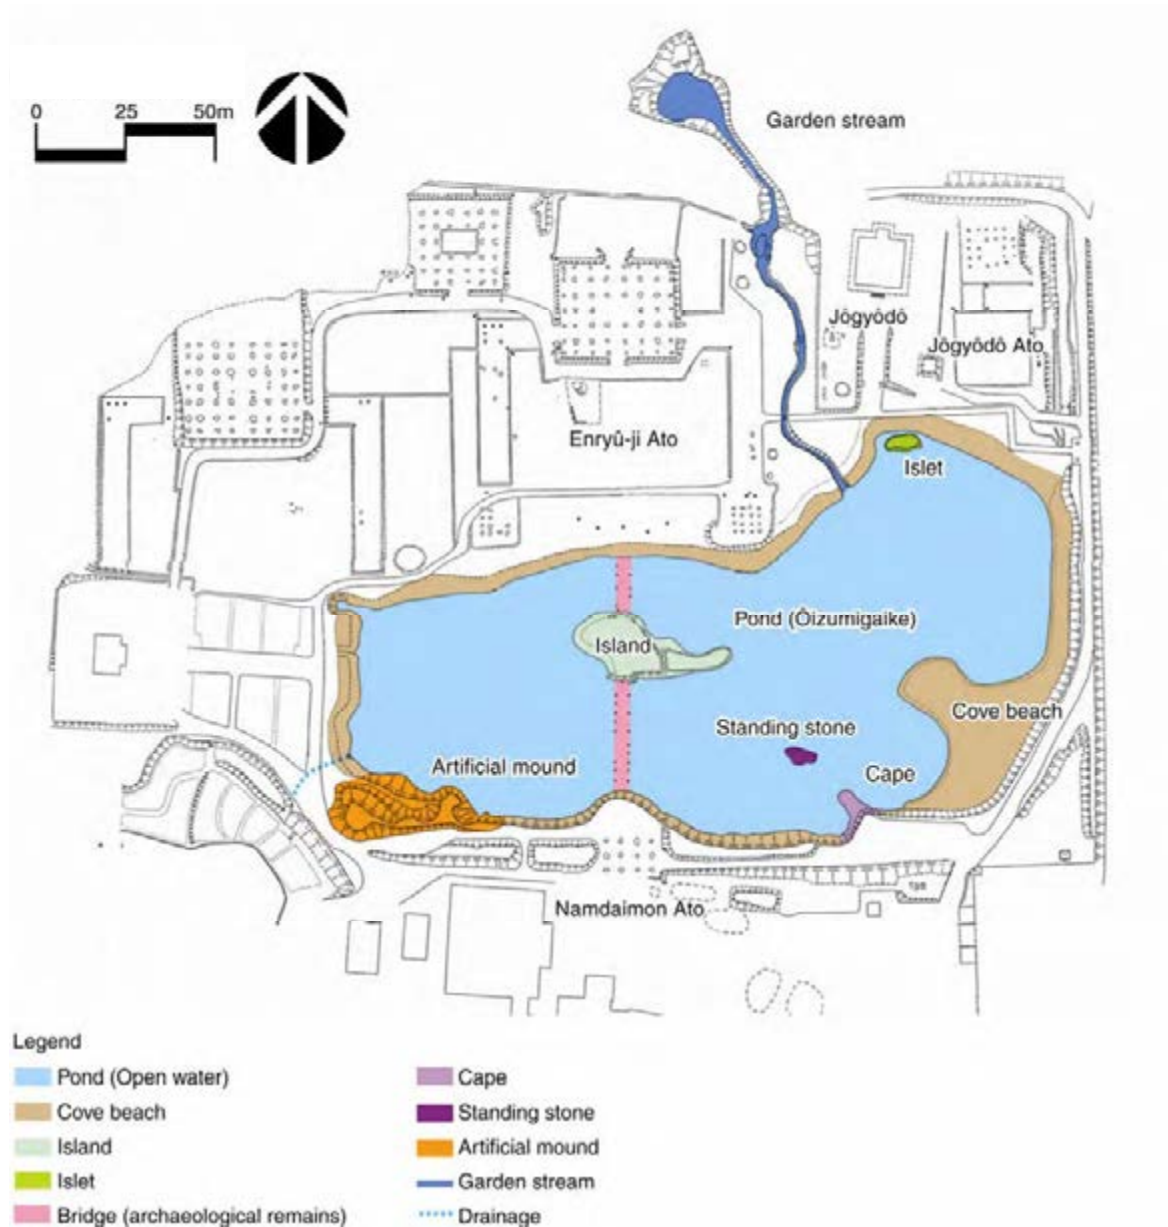 0 25 50m
Garden stream
Jôgyôdô
Jôgyôdô Ato
Enryû-ji Ato
Islet
Pond (Ôizumigaike)
Island
Cove beach
Standing stone
Artificial mound
Cape
Namdaimon Ato
Legend
Pond (Open water)
Cove beach
Island
Islet
Bridge (archaeological remains)
Cape
Standing stone
Artificial mound
Garden stream
Drainage